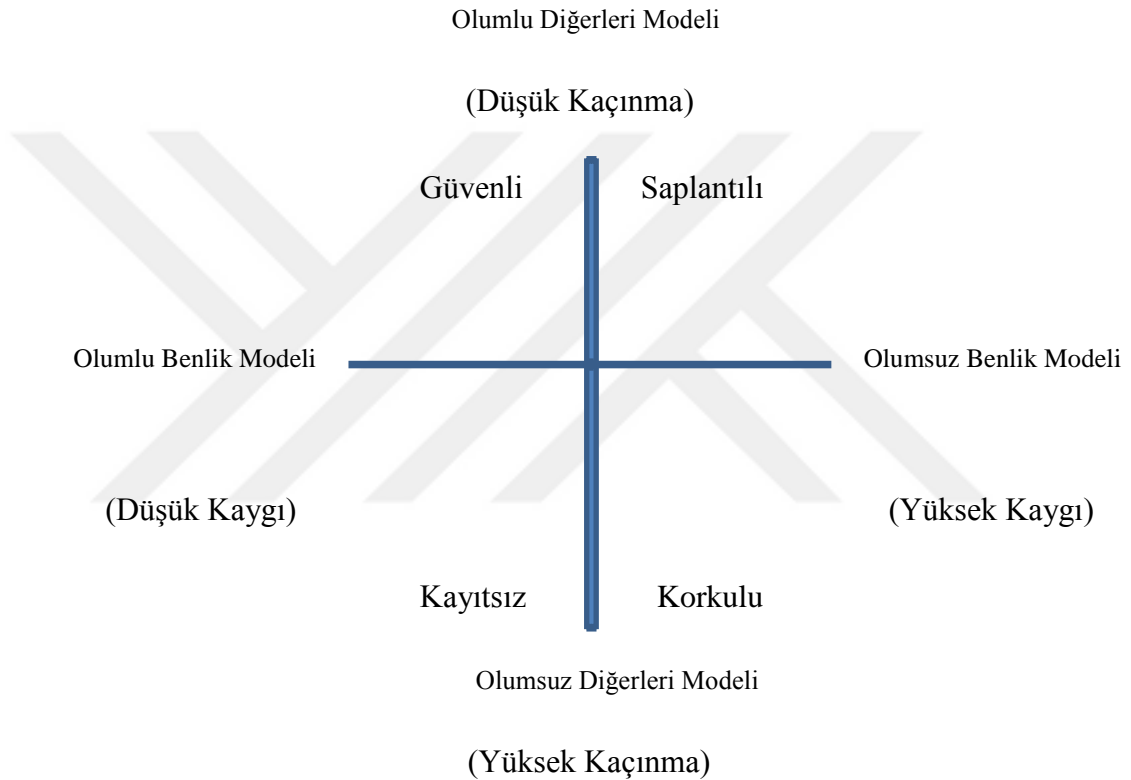 Olumlu Diğerleri Modeli
(Düşük Kaçınma)
Güvenli Saplantılı
Olumlu Benlik Modeli Olumsuz Benlik Modeli
(Düşük Kaygı) (Yüksek Kaygı)
Kayıtsız Korkulu
Olumsuz Diğerleri Modeli
(Yüksek Kaçınma)